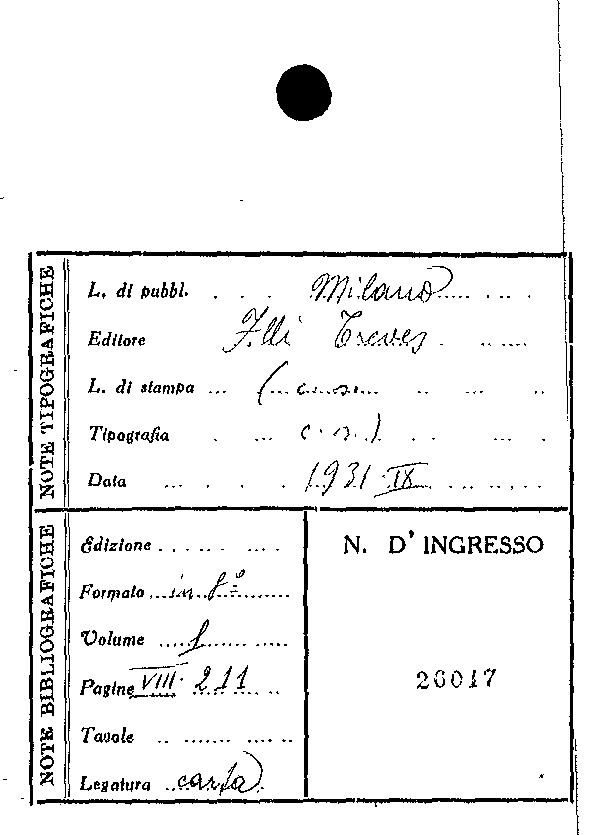 NOTE TIPOGRAFICHE
L. di pubbl. Milano
Editore F.lli Treves
L. di stampa (c. s.
Tipografia c. s.)
Data 1931-IX
NOTE BIBLIOGRAFICHE
Edizione
Formato in 8º
Volume 1
Pagine VIII-211
Tavole
Legatura carta
N. D'INGRESSO
26017